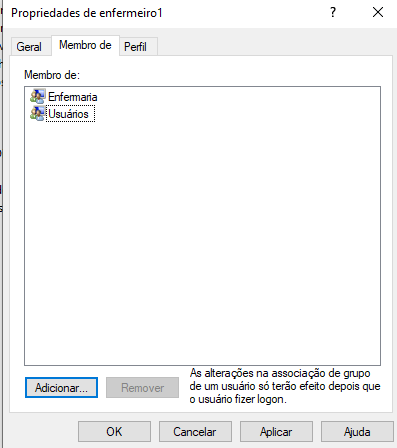 Propriedades de enfermeiro1
?
Geral
Membro de
Perfil
Membro de:
Enfermaria
Usuários
Adicionar...
Remover
As alterações na associação de grupo
de um usuário só terão efeito depois que
o usuário fizer logon.
OK
Cancelar
Aplicar
Ajuda